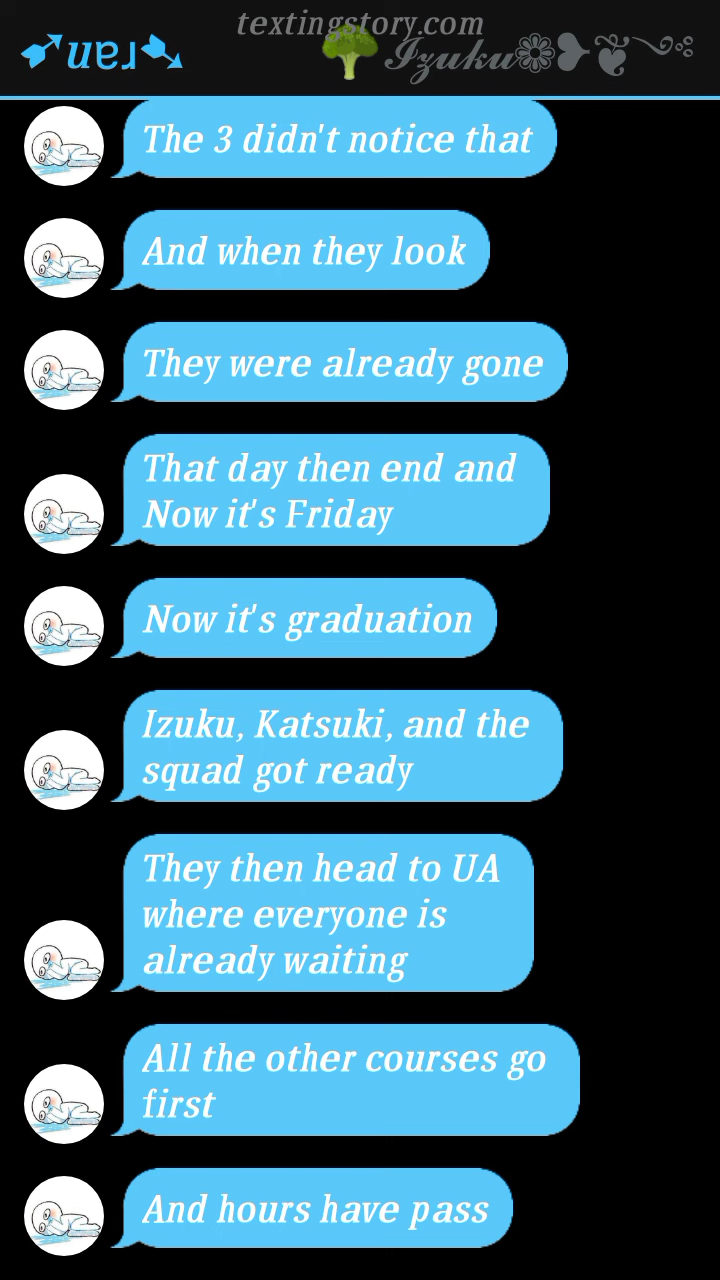 textingstory.com
Izuku
The 3 didn't notice that
And when they look
They were already gone
That day then end and
Now it's Friday
Now it's graduation
Izuku, Katsuki, and the
squad got ready
They then head to UA
where everyone is
already waiting
All the other courses go
first
And hours have pass